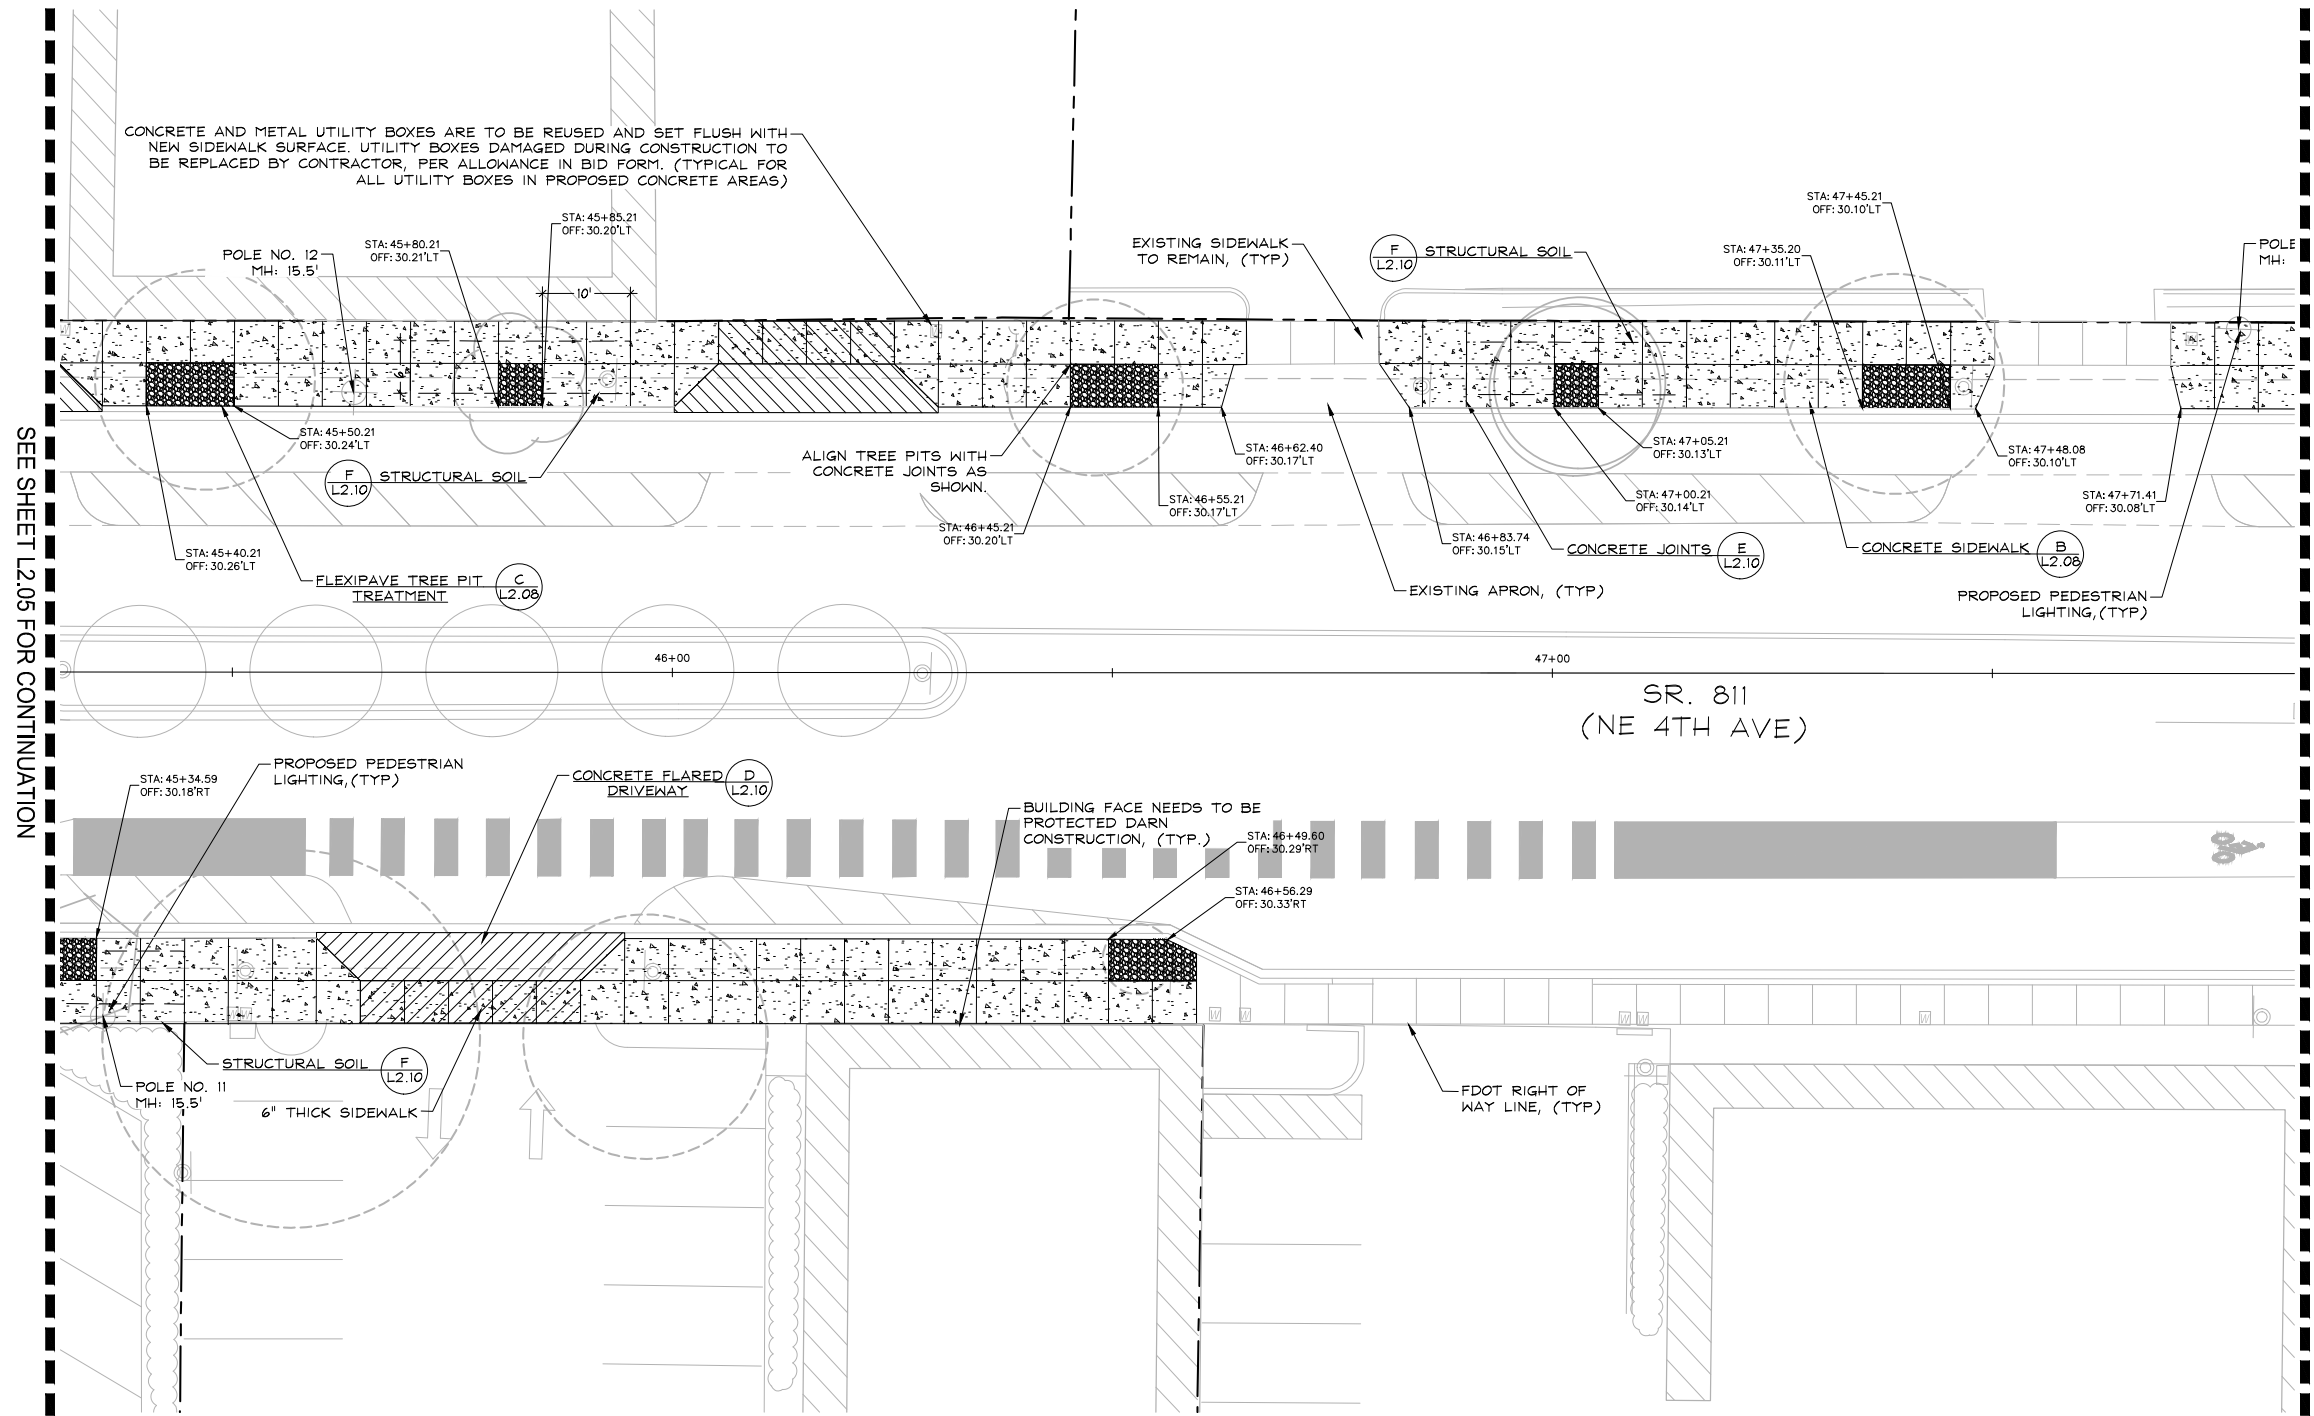 CONCRETE AND METAL UTILITY BOXES ARE TO BE REUSED AND SET FLUSH WITH
NEW SIDEWALK SURFACE. UTILITY BOXES DAMAGED DURING CONSTRUCTION TO
BE REPLACED BY CONTRACTOR, PER ALLOWANCE IN BID FORM. (TYPICAL FOR
ALL UTILITY BOXES IN PROPOSED CONCRETE AREAS)
STA: 45+85.21
OFF: 30.20'LT
STA: 45+80.21
OFF: 30.21'LT
POLE NO. 12
MH: 15.5'
10'
6'
EXISTING SIDEWALK
TO REMAIN, (TYP)
F
L2.10
STRUCTURAL SOIL
STA: 47+45.21
OFF: 30.10'LT
STA: 47+35.20
OFF: 30.11'LT
POLE
MH:
STA: 45+50.21
OFF: 30.24'LT
F
L2.10
STRUCTURAL SOIL
ALIGN TREE PITS WITH
CONCRETE JOINTS AS
SHOWN.
STA: 46+62.40
OFF: 30.17'LT
STA: 46+55.21
OFF: 30.17'LT
STA: 46+45.21
OFF: 30.20'LT
STA: 47+05.21
OFF: 30.13'LT
STA: 47+00.21
OFF: 30.14'LT
STA: 47+48.08
OFF: 30.10'LT
STA: 47+71.41
OFF: 30.08'LT
STA: 46+83.74
OFF: 30.15'LT
CONCRETE JOINTS
E
L2.10
CONCRETE SIDEWALK
B
L2.08
STA: 45+40.21
OFF: 30.26'LT
FLEXIPAVE TREE PIT
TREATMENT
C
L2.08
EXISTING APRON, (TYP)
PROPOSED PEDESTRIAN
LIGHTING,(TYP)
SEE SHEET L2.05 FOR CONTINUATION
46+00
47+00
SR. 811
(NE 4TH AVE)
STA: 45+34.59
OFF: 30.18'RT
PROPOSED PEDESTRIAN
LIGHTING,(TYP)
CONCRETE FLARED
DRIVEWAY
D
L2.10
BUILDING FACE NEEDS TO BE
PROTECTED DARN
CONSTRUCTION, (TYP.)
STA: 46+49.60
OFF: 30.29'RT
STA: 46+56.29
OFF: 30.33'RT
W
W
W
W
W
STRUCTURAL SOIL
F
L2.10
POLE NO. 11
MH: 15.5'
6" THICK SIDEWALK
FDOT RIGHT OF
WAY LINE, (TYP)